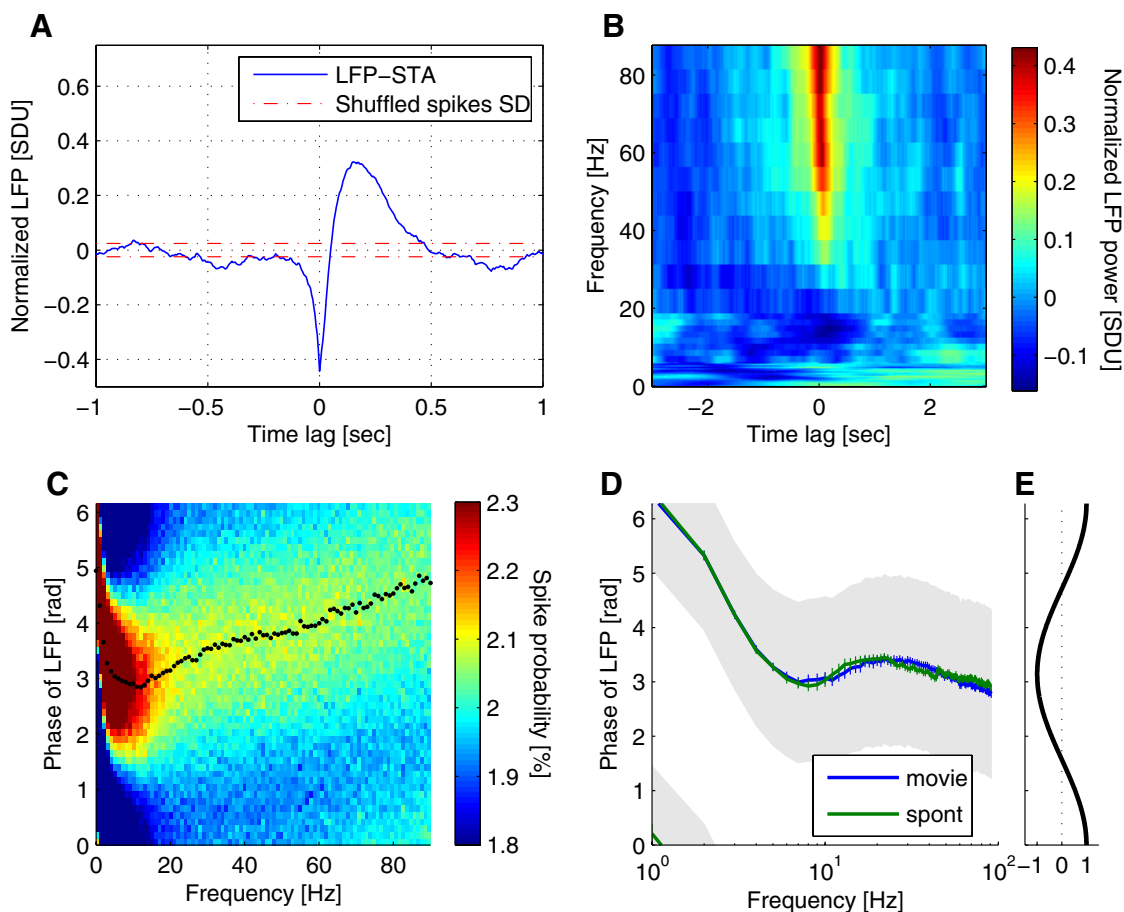 A
Normalized LFP [SDU]
0.6
0.4
0.2
0
−0.2
−0.4
LFP−STA
Shuffled spikes SD
−1
−0.5
0
0.5
1
Time lag [sec]
B
Frequency [Hz]
80
60
40
20
0
−2
0
2
Time lag [sec]
0.4
0.3
0.2
0.1
0
−0.1
Normalized LFP power [SDU]
C
Phase of LFP [rad]
6
5
4
3
2
1
0
0
20
40
60
80
Frequency [Hz]
2.3
2.2
2.1
2
1.9
1.8
Spike probability [%]
D
Phase of LFP [rad]
6
5
4
3
2
1
0
movie
spont
10^0
10^1
10^2
Frequency [Hz]
E
−1
0
1